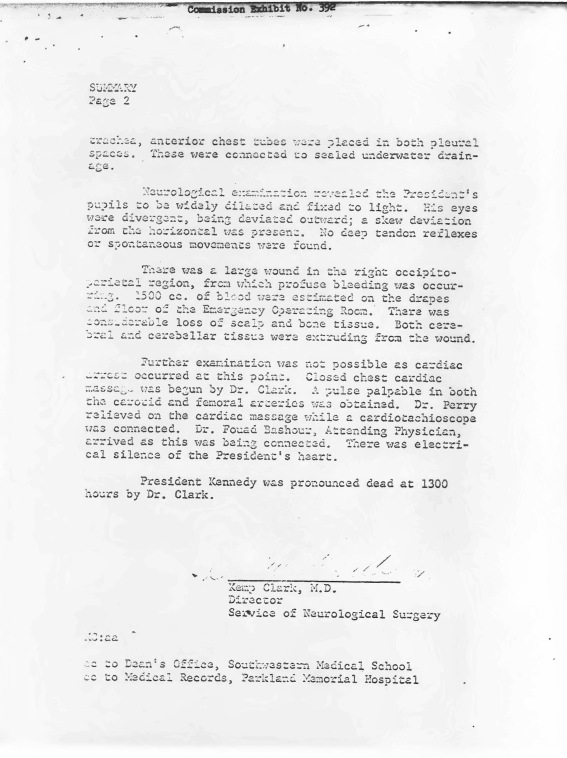 Commission Exhibit No. 392
SUMMARY
Page 2
trachea, anterior chest tubes were placed in both pleural
spaces. These were connected to sealed underwater drain-
age.
Neurological examination revealed the President's
pupils to be widely dilated and fixed to light. His eyes
were divergent, being deviated outward; a skew deviation
from the horizontal was present. No deep tendon reflexes
or spontaneous movements were found.
There was a large wound in the right occipito-
parietal region, from which profuse bleeding was occur-
ring. 1500 cc. of blood were estimated on the drapes
and floor of the Emergency Operating Room. There was
considerable loss of scalp and bone tissue. Both cere-
bral and cerebellar tissue were extruding from the wound.
Further examination was not possible as cardiac
arrest occurred at this point. Closed chest cardiac
massage was begun by Dr. Clark. A pulse palpable in both
the carotid and femoral arteries was obtained. Dr. Perry
relieved on the cardiac massage while a cardiotachioscope
was connected. Dr. Fouad Bashour, Attending Physician,
arrived as this was being connected. There was electri-
cal silence of the President's heart.
President Kennedy was pronounced dead at 1300
hours by Dr. Clark.
Kemp Clark, M.D.
Director
Service of Neurological Surgery
cc to Dean's Office, Southwestern Medical School
cc to Medical Records, Parkland Memorial Hospital